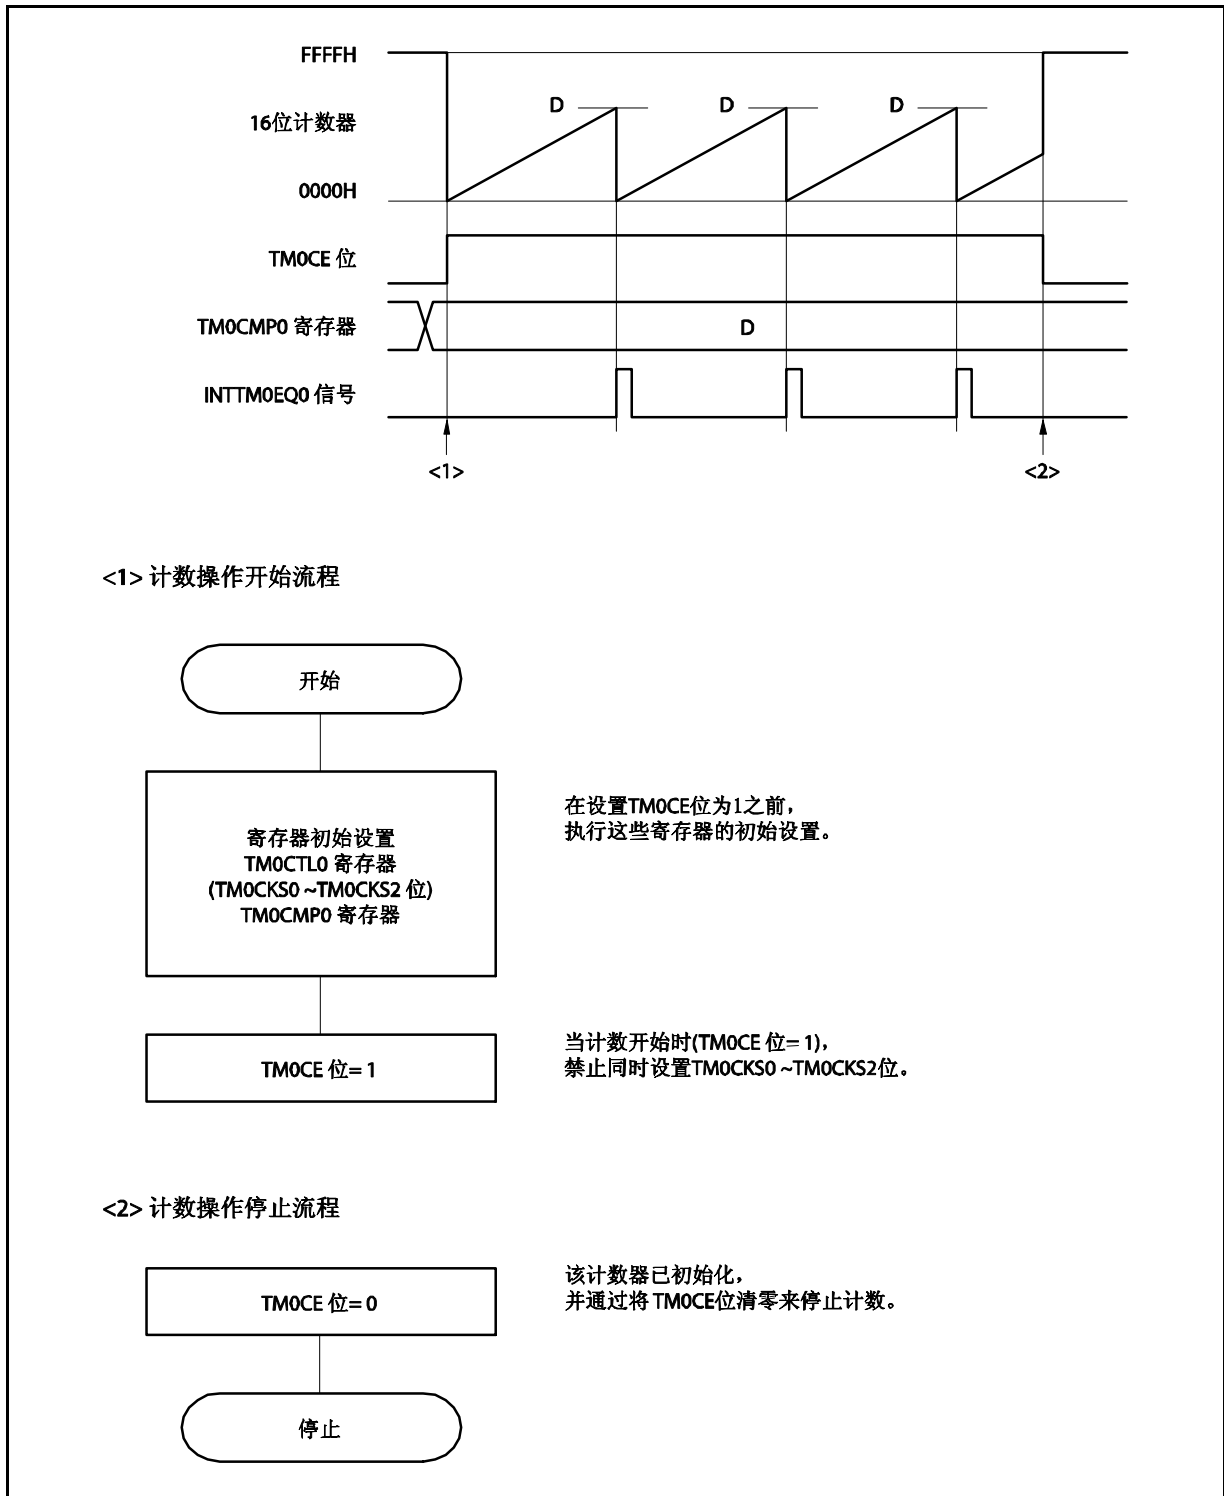 FFFFH
D D D
16位计数器
0000H
TM0CE 位
TM0CMP0 寄存器 D
INTTM0EQ0 信号
<1> <2>
<1> 计数操作开始流程
开始
寄存器初始设置
TM0CTL0 寄存器
(TM0CKS0 ~TM0CKS2 位)
TM0CMP0 寄存器
在设置TM0CE位为1之前，
执行这些寄存器的初始设置。
TM0CE 位= 1
当计数开始时(TM0CE 位= 1)，
禁止同时设置TM0CKS0 ~TM0CKS2位。
<2> 计数操作停止流程
TM0CE 位= 0
该计数器已初始化，
并通过将 TM0CE位清零来停止计数。
停止